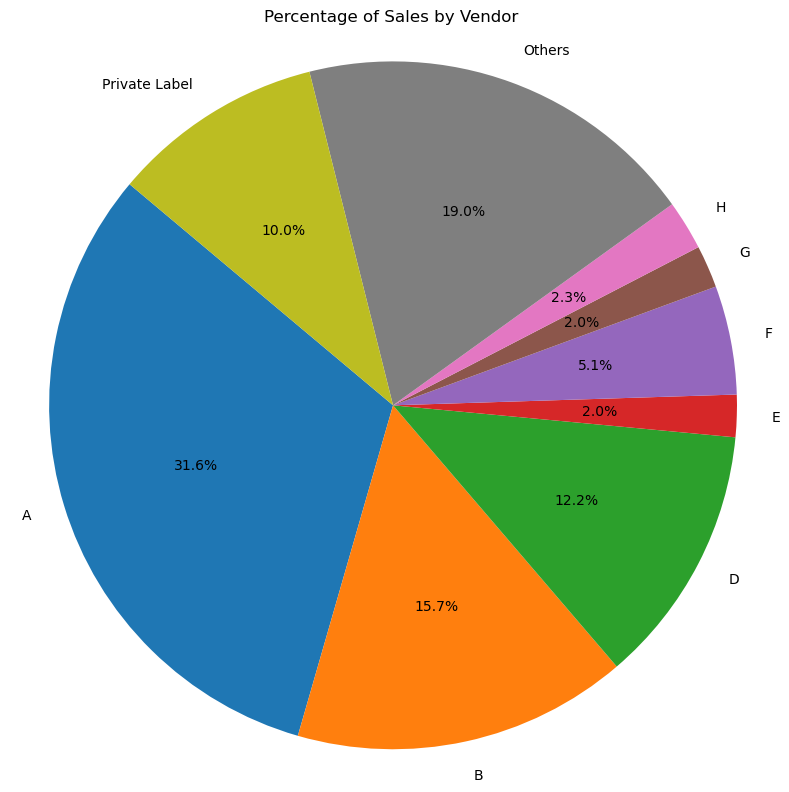 Percentage of Sales by Vendor
Others
Private Label
H
19.0%
10.0%
G
2.3%
2.0%
F
5.1%
2.0%
E
31.6%
12.2%
A
D
15.7%
B